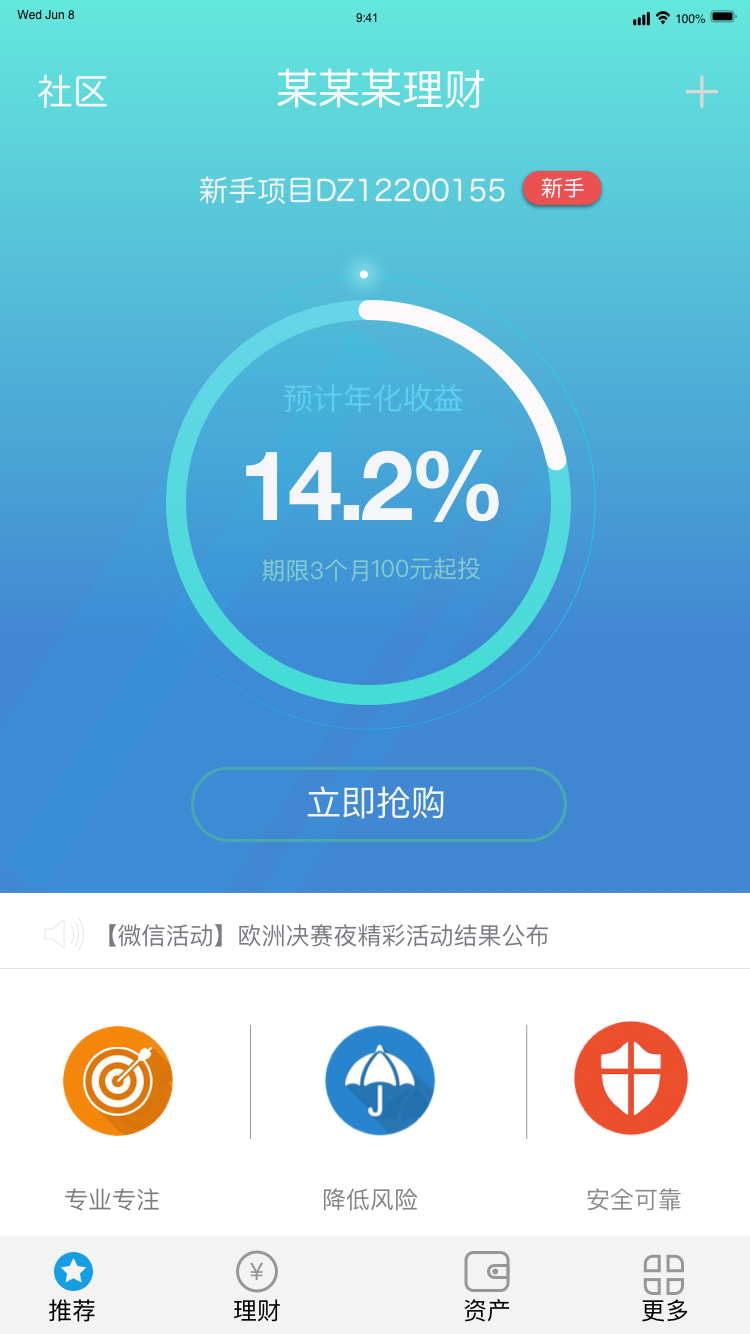 Wed Jun 8 9:41 100%
社区 某某某理财
新手项目DZ12200155 新手
预计年化收益
14.2%
期限3个月100元起投
立即抢购
【微信活动】欧洲决赛夜精彩活动结果公布
专业专注 降低风险 安全可靠
¥
推荐 理财 资产 更多